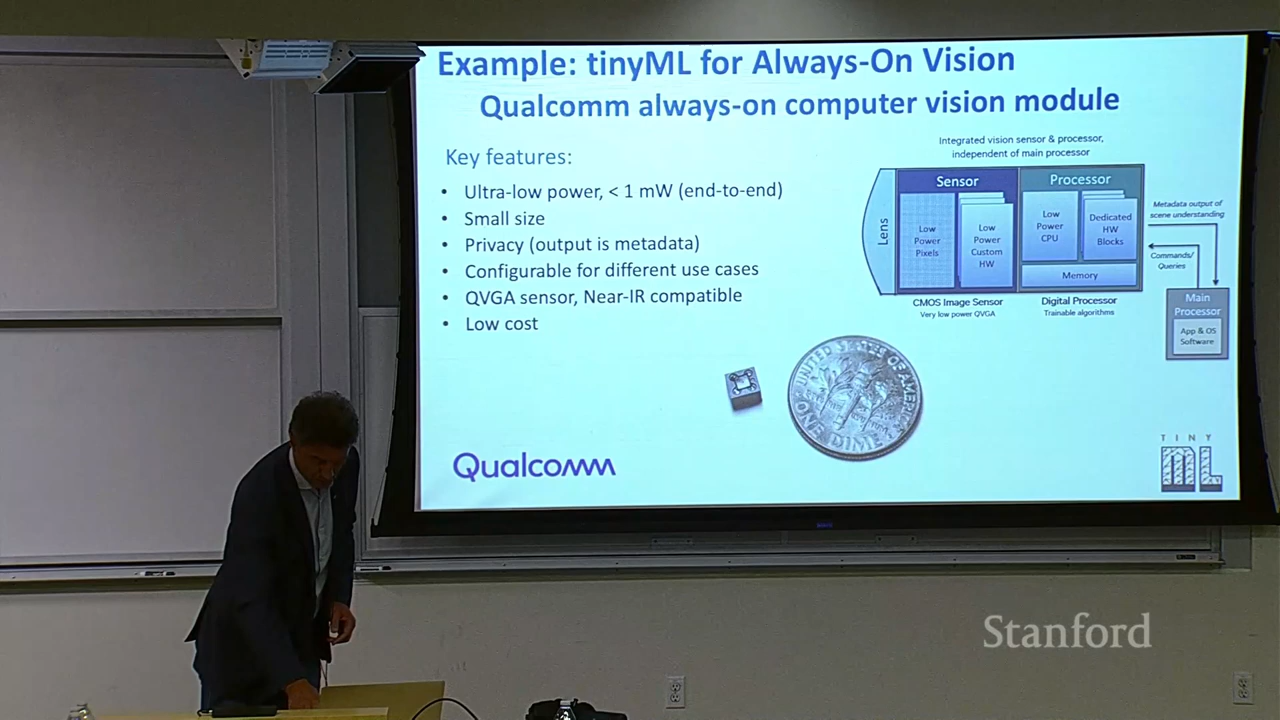 Example: tinyML for Always-On Vision
Qualcomm always-on computer vision module
Key features:
• Ultra-low power, < 1 mW (end-to-end)
• Small size
• Privacy (output is metadata)
• Configurable for different use cases
• QVGA sensor, Near-IR compatible
• Low cost
Integrated vision sensor & processor,
independent of main processor
Lens
Sensor
Low
Power
Pixels
Low
Power
Custom
HW
Processor
Low
Power
CPU
Dedicated
HW
Blocks
Memory
CMOS Image Sensor
Very low power QVGA
Digital Processor
Trainable algorithms
Metadata output of
scene understanding
Commands/
Queries
Main
Processor
App & OS
Software
UNITED STATES OF AMERICA
ONE DIME
Qualcomm
TINY
ML
Stanford